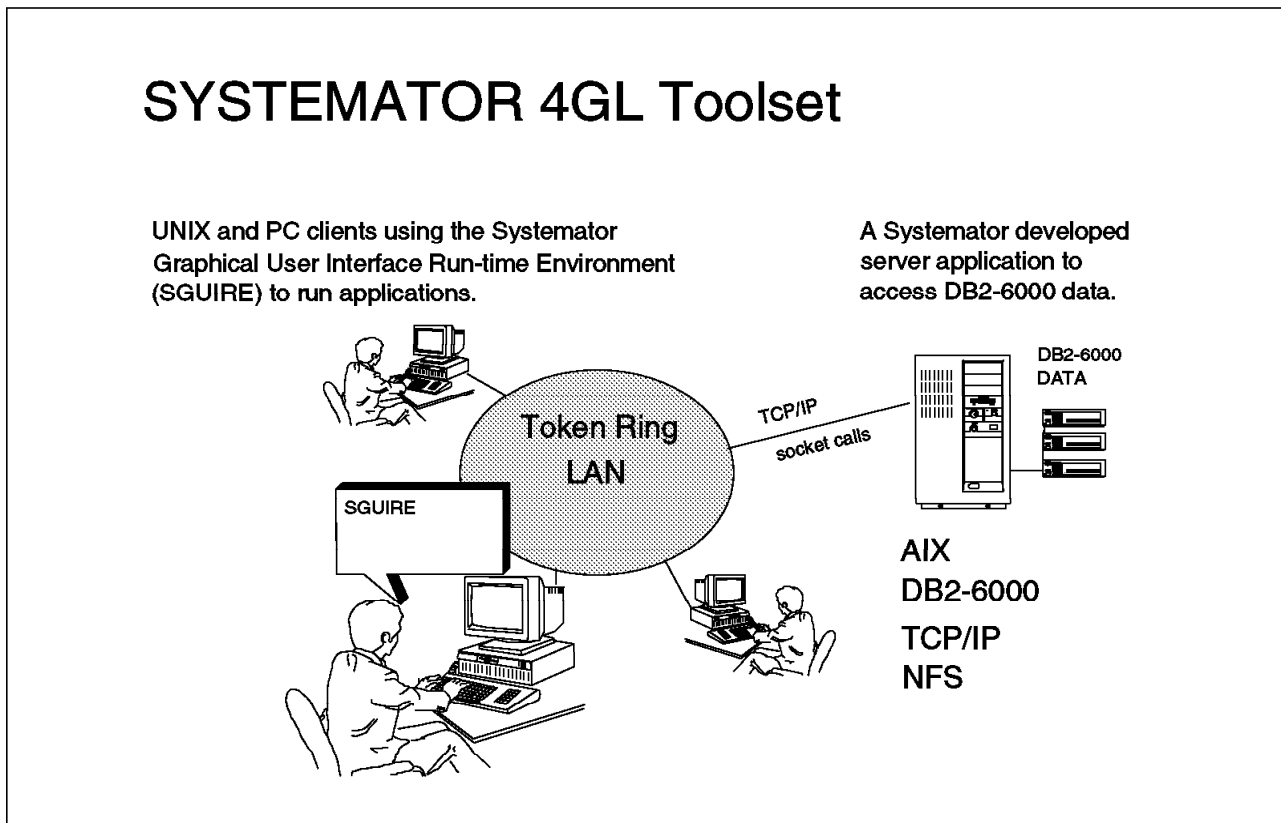 SYSTEMATOR 4GL Toolset
UNIX and PC clients using the Systemator
Graphical User Interface Run-time Environment
(SGUIRE) to run applications.
A Systemator developed
server application to
access DB2-6000 data.
DB2-6000
DATA
Token Ring
LAN
TCP/IP
socket calls
SGUIRE
AIX
DB2-6000
TCP/IP
NFS